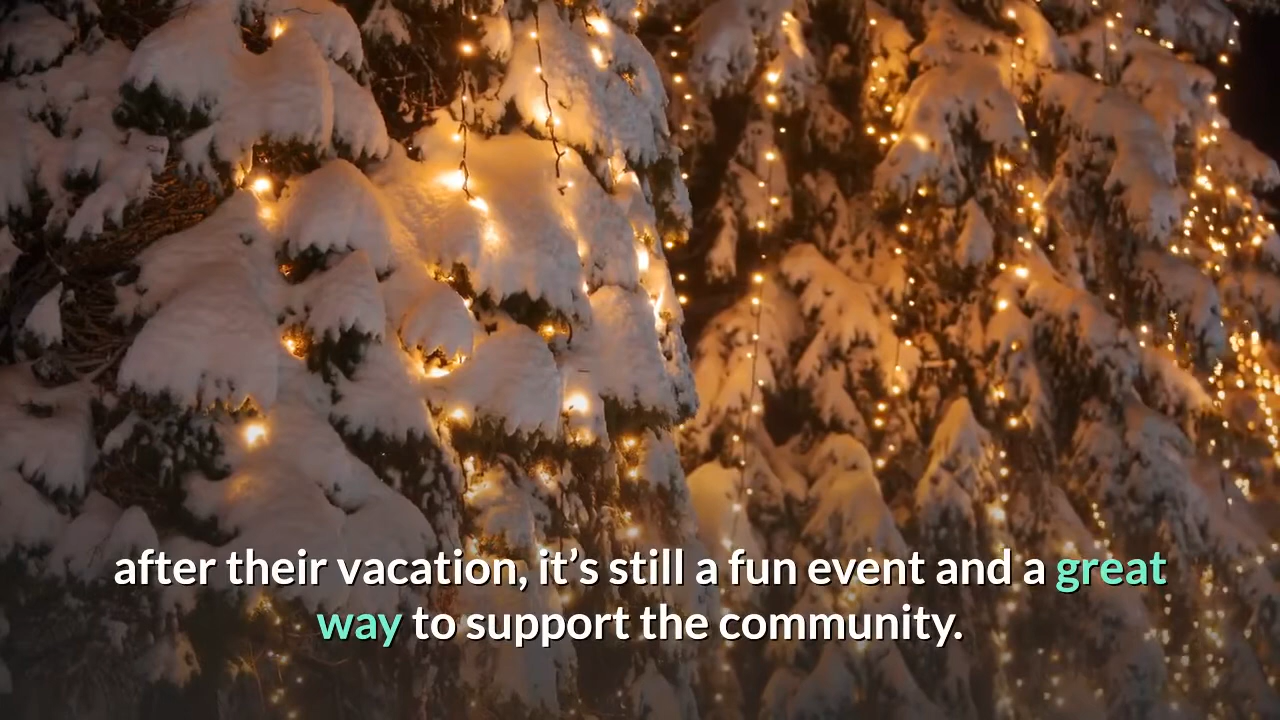 after their vacation, it’s still a fun event and a great
way to support the community.